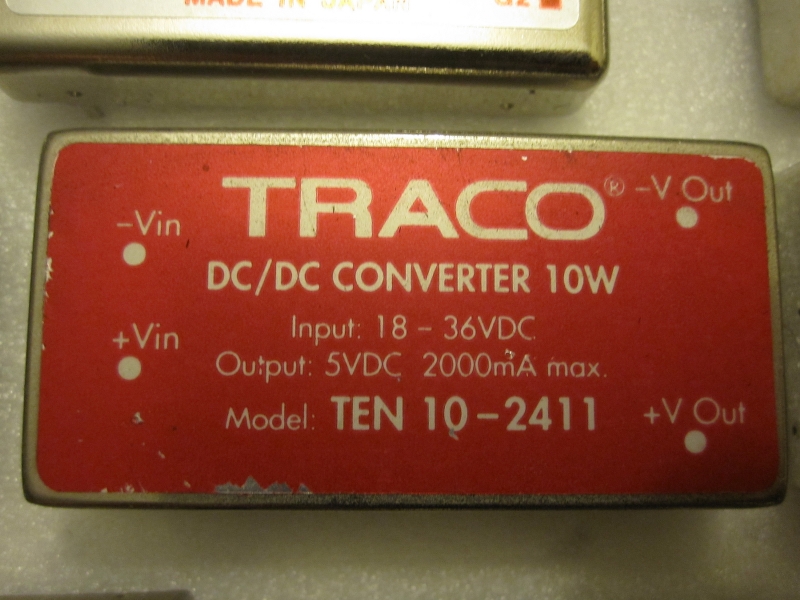 MADE IN JAPAN
TRACO®
-V Out
-Vin
DC/DC CONVERTER 10W
Input: 18 - 36VDC
+Vin
Output: 5VDC 2000mA max.
Model: TEN 10-2411
+V Out